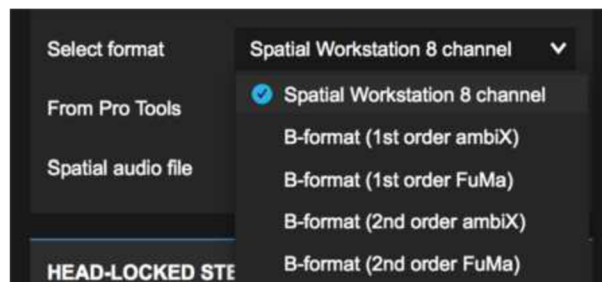 Select format Spatial Workstation 8 channel
Spatial Workstation 8 channel
From Pro Tools
B-format (1st order ambiX)
Spatial audio file
B-format (1st order FuMa)
B-format (2nd order ambiX)
HEAD-LOCKED STE
B-format (2nd order FuMa)